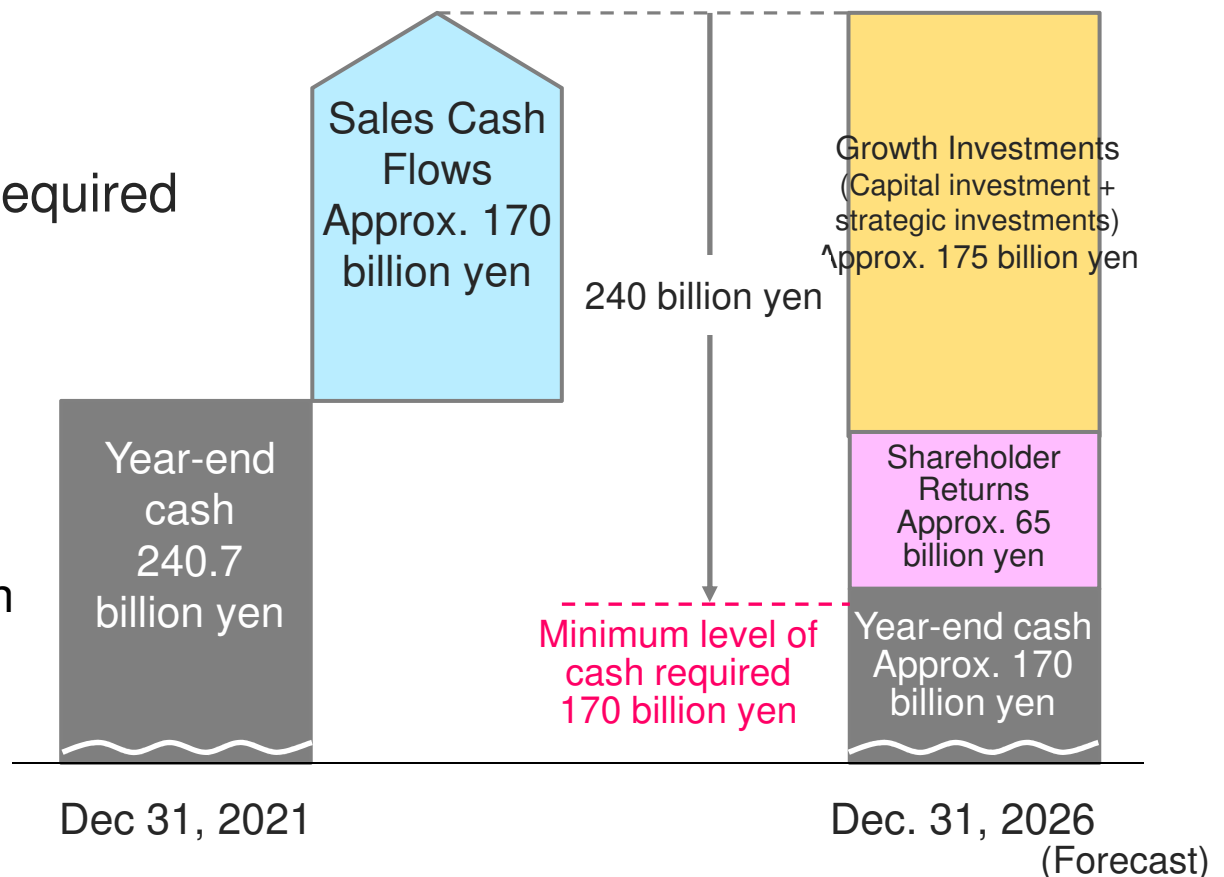 equired
n
Sales Cash
Flows
Approx. 170
billion yen
Year-end
cash
240.7
billion yen
240 billion yen
Minimum level of
cash required
170 billion yen
Growth Investments
(Capital investment +
strategic investments)
Approx. 175 billion yen
Shareholder
Returns
Approx. 65
billion yen
Year-end cash
Approx. 170
billion yen
Dec 31, 2021
Dec. 31, 2026
(Forecast)